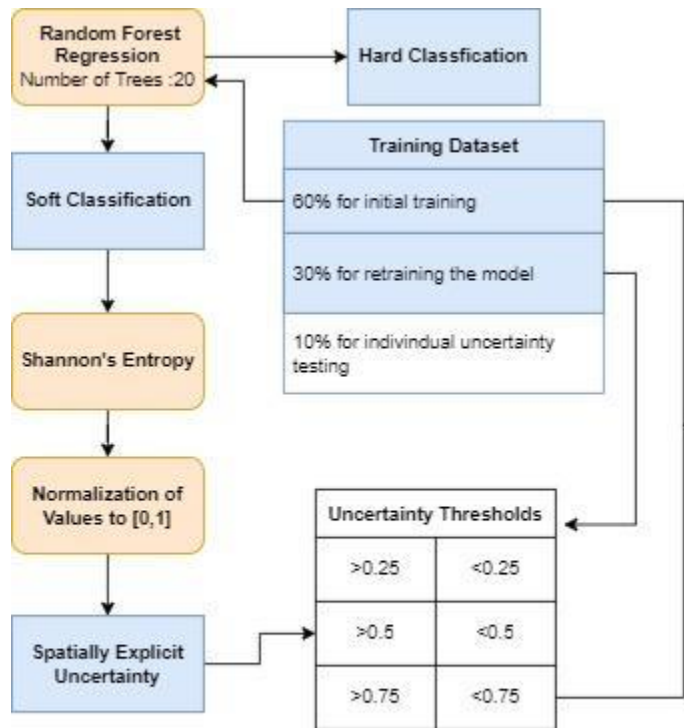 Random Forest
Regression
Number of Trees :20
Hard Classfication
Training Dataset
60% for initial training
30% for retraining the model
10% for indivindual uncertainty
testing
Soft Classification
Shannon's Entropy
Normalization of
Values to [0,1]
Spatially Explicit
Uncertainty
Uncertainty Thresholds
>0.25 <0.25
>0.5 <0.5
>0.75 <0.75